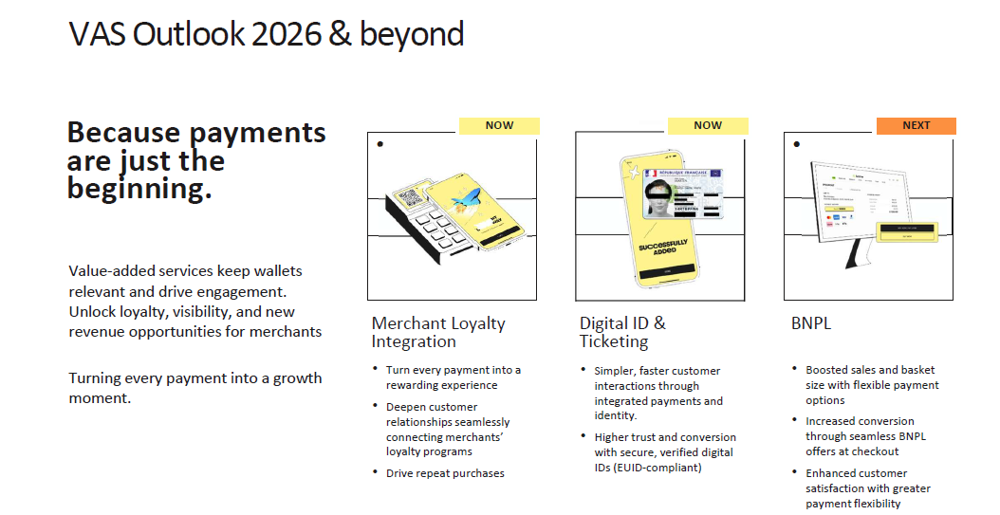 VAS Outlook 2026 & beyond
Because payments
are just the
beginning.
Value-added services keep wallets
relevant and drive engagement.
Unlock loyalty, visibility, and new
revenue opportunities for merchants
Turning every payment into a growth
moment.
NOW
Merchant Loyalty
Integration
• Turn every payment into a
rewarding experience
• Deepen customer
relationships seamlessly
connecting merchants’
loyalty programs
• Drive repeat purchases
NOW
RÉPUBLIQUE FRANÇAISE
SUCCESSFULLY
ADDED
Digital ID &
Ticketing
• Simpler, faster customer
interactions through
integrated payments and
identity.
• Higher trust and conversion
with secure, verified digital
IDs (EUID-compliant)
NEXT
BNPL
• Boosted sales and basket
size with flexible payment
options
• Increased conversion
through seamless BNPL
offers at checkout
• Enhanced customer
satisfaction with greater
payment flexibility